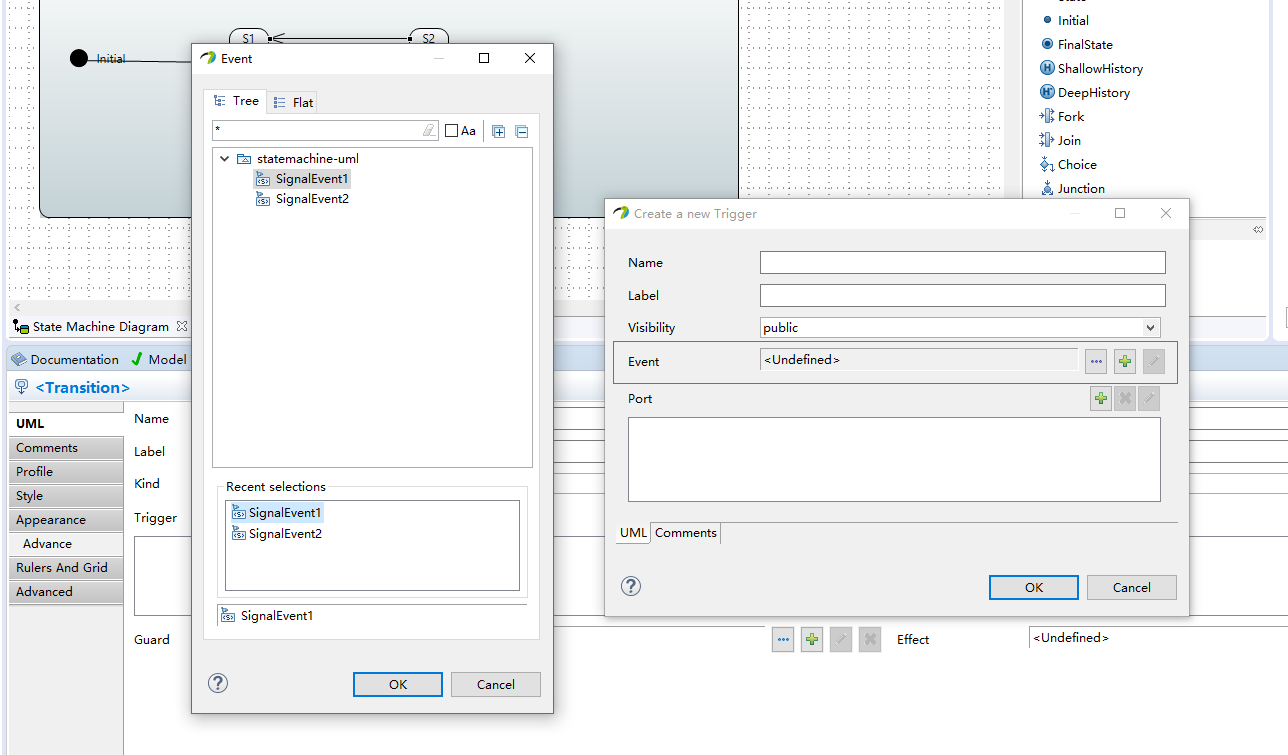 State
Initial
FinalState
ShallowHistory
DeepHistory
Fork
Join
Choice
Junction
S1
S2
Initial
Event
Tree
Flat
*
Aa
statemachine-uml
SignalEvent1
SignalEvent2
Recent selections
SignalEvent1
SignalEvent2
SignalEvent1
OK
Cancel
Create a new Trigger
Name
Label
Visibility
public
Event
<Undefined>
Port
UML
Comments
OK
Cancel
State Machine Diagram
Documentation
Model
<Transition>
UML
Comments
Profile
Style
Appearance
Advance
Rulers And Grid
Advanced
Name
Label
Kind
Trigger
Guard
Effect
<Undefined>